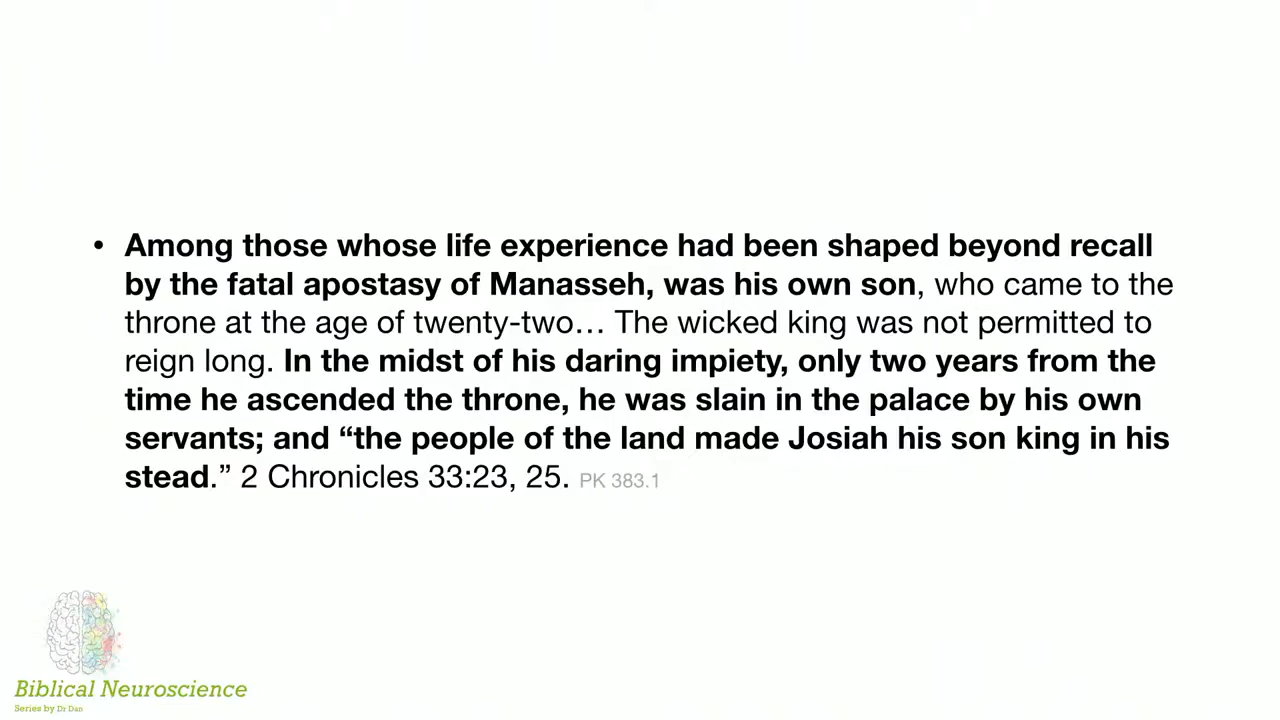 • Among those whose life experience had been shaped beyond recall
by the fatal apostasy of Manasseh, was his own son, who came to the
throne at the age of twenty-two… The wicked king was not permitted to
reign long. In the midst of his daring impiety, only two years from the
time he ascended the throne, he was slain in the palace by his own
servants; and “the people of the land made Josiah his son king in his
stead.” 2 Chronicles 33:23, 25. PK 383.1
Biblical Neuroscience
Series by Dr Dan